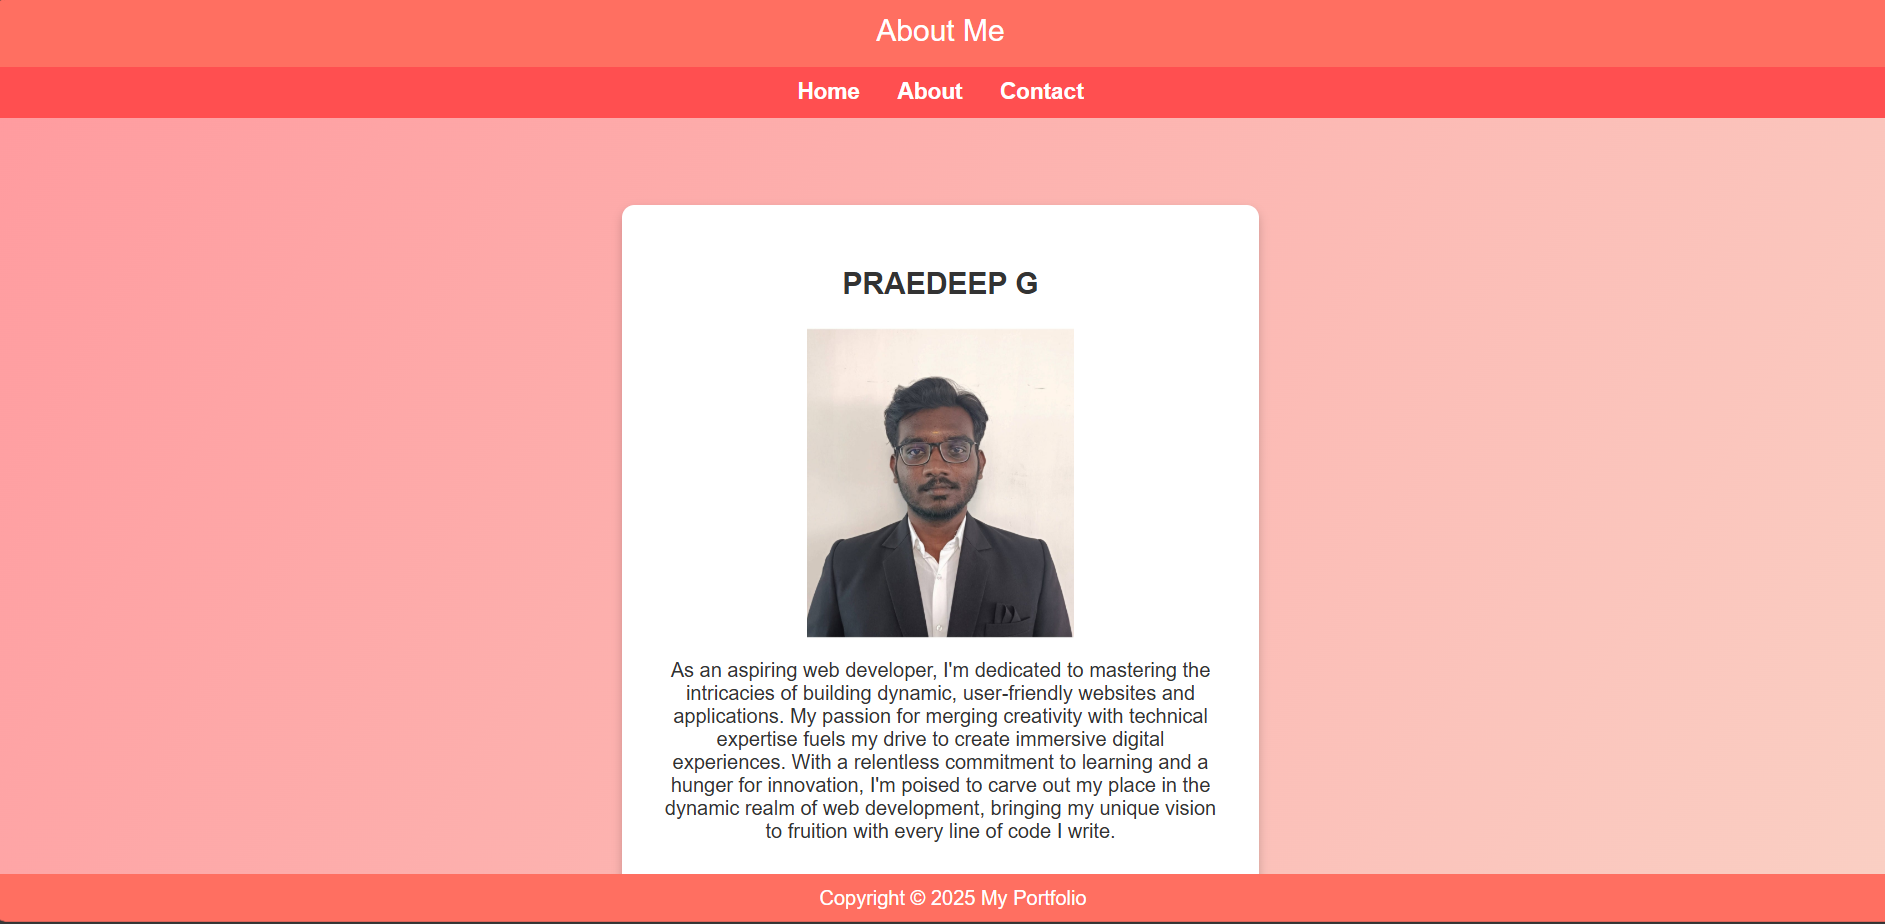 About Me
Home About Contact
PRAEDEEP G
As an aspiring web developer, I'm dedicated to mastering the
intricacies of building dynamic, user-friendly websites and
applications. My passion for merging creativity with technical
expertise fuels my drive to create immersive digital
experiences. With a relentless commitment to learning and a
hunger for innovation, I'm poised to carve out my place in the
dynamic realm of web development, bringing my unique vision
to fruition with every line of code I write.
Copyright © 2025 My Portfolio